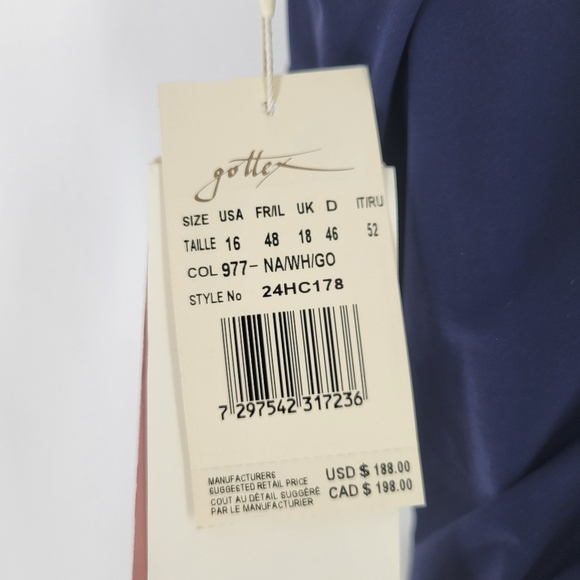 gottex
SIZE USA FR/IL UK D IT/RU
TAILLE 16 48 18 46 52
COL 977- NA/WH/GO
STYLE No 24HC178
7 297542 317236
MANUFACTURERS
SUGGESTED RETAIL PRICE USD $ 188.00
COUT AU DÉTAIL SUGGÉRÉ CAD $ 198.00
PAR LE MANUFACTURIER